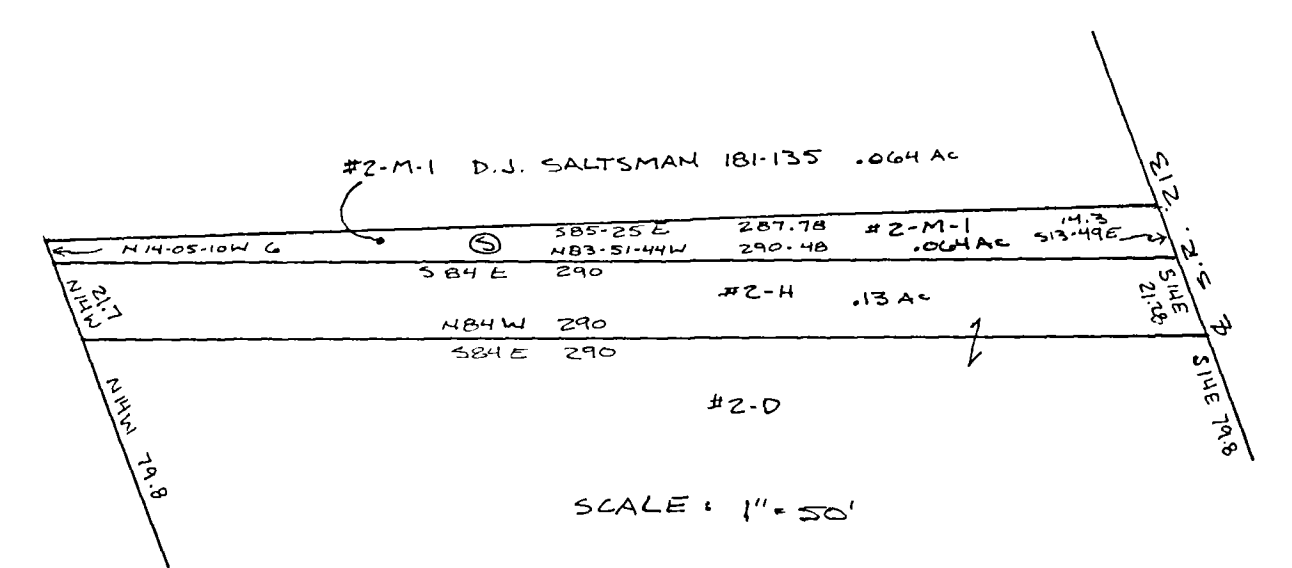 #2-M-1 D.J. SALTSMAN 181-135 .064 Ac
S85-25 E 287.78 #2-M-1 14.3
N14-05-10W 6 S N83-51-44W 290.48 .064 Ac S13-49E
S84 E 290
#2-H .13 Ac
N14W 21.7
S14E 21.28
N84W 290
S84E 290
#2-D
N14W 79.8
S14E 79.8
S.R. 213
SCALE: 1" = 50'